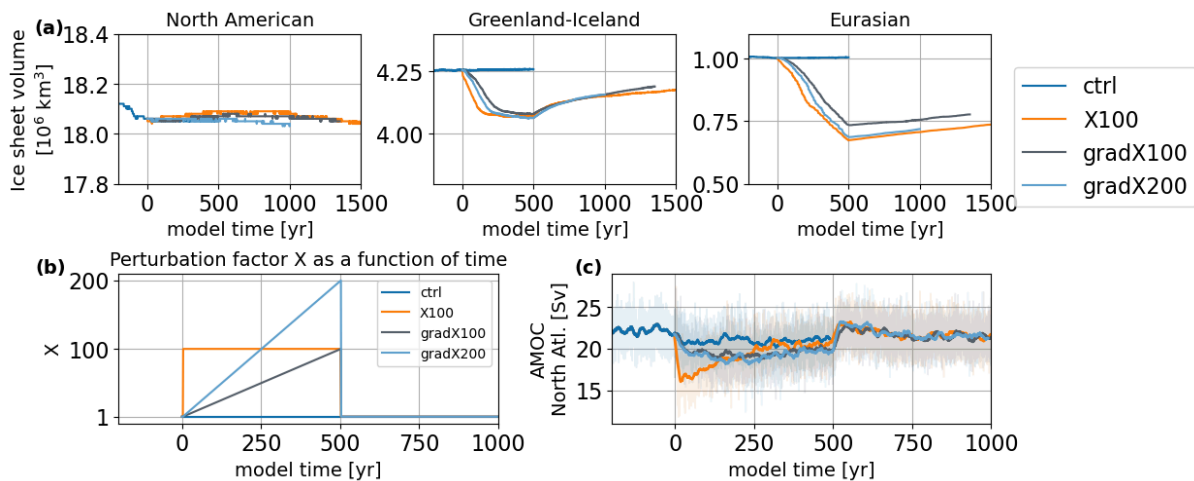 (a)
North American
Greenland-Iceland
Eurasian
Ice sheet volume
[10⁶ km³]
18.4
18.2
18.0
17.8
0 500 1000 1500
model time [yr]
4.25
4.00
0 500 1000 1500
model time [yr]
1.00
0.75
0.50
0 500 1000 1500
model time [yr]
ctrl
X100
gradX100
gradX200
(b)
Perturbation factor X as a function of time
X
200
100
1
ctrl
X100
gradX100
gradX200
0 250 500 750 1000
model time [yr]
(c)
AMOC
North Atl. [Sv]
25
20
15
0 250 500 750 1000
model time [yr]